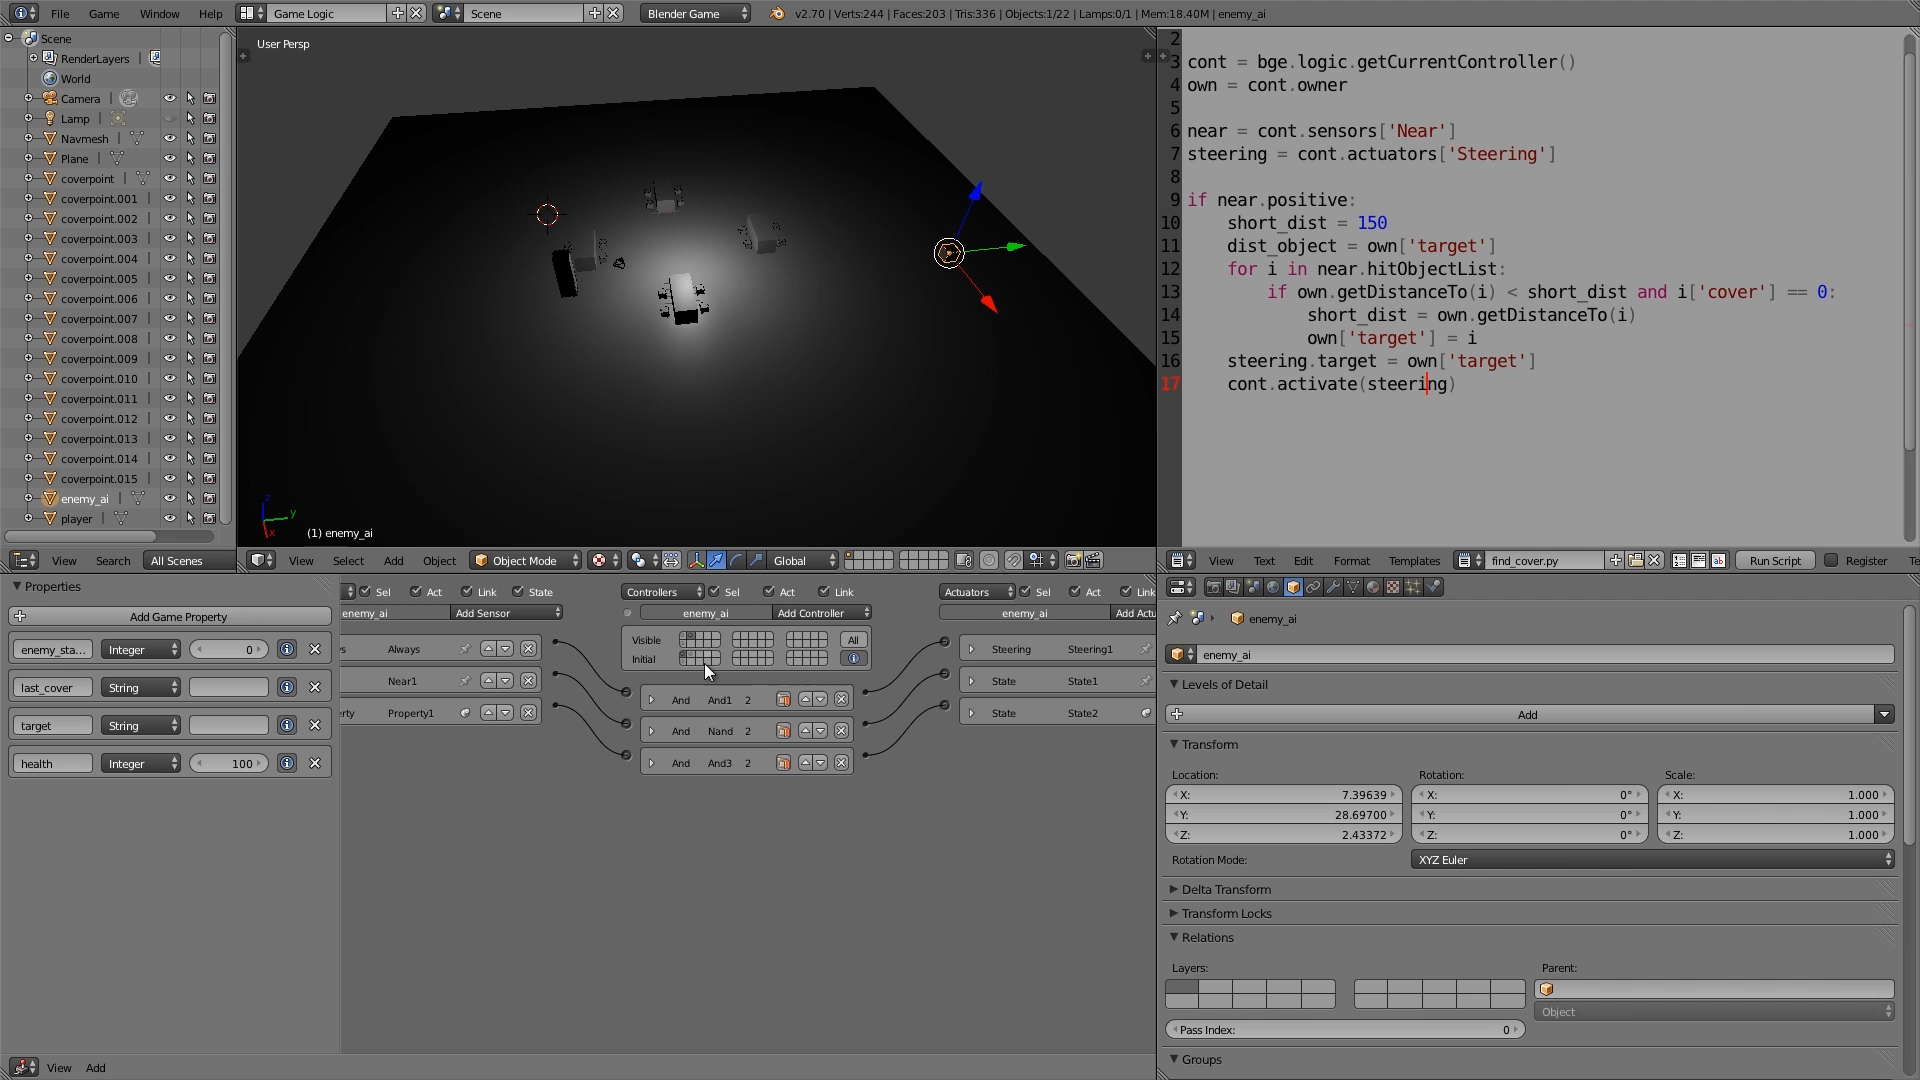 File Game Window Help Game Logic Scene Blender Game v2.70 | Verts:244 | Faces:203 | Tris:336 | Objects:1/22 | Lamps:0/1 | Mem:18.40M | enemy_ai
Scene
RenderLayers
World
Camera
Lamp
Navmesh
Plane
coverpoint
coverpoint.001
coverpoint.002
coverpoint.003
coverpoint.004
coverpoint.005
coverpoint.006
coverpoint.007
coverpoint.008
coverpoint.009
coverpoint.010
coverpoint.011
coverpoint.012
coverpoint.013
coverpoint.014
coverpoint.015
enemy_ai
player
View Search All Scenes
User Persp
z
y
x
(1) enemy_ai
View Select Add Object Object Mode Global
2
3 cont = bge.logic.getCurrentController()
4 own = cont.owner
5
6 near = cont.sensors['Near']
7 steering = cont.actuators['Steering']
8
9 if near.positive:
10 short_dist = 150
11 dist_object = own['target']
12 for i in near.hitObjectList:
13 if own.getDistanceTo(i) < short_dist and i['cover'] == 0:
14 short_dist = own.getDistanceTo(i)
15 own['target'] = i
16 steering.target = own['target']
17 cont.activate(steering)
View Text Edit Format Templates find_cover.py Run Script Register Te
Properties
Add Game Property
enemy_sta... Integer 0
last_cover String
target String
health Integer 100
Sel Act Link State
enemy_ai Add Sensor
s Always
Near1
rty Property1
Controllers Sel Act Link
enemy_ai Add Controller
Visible All
Initial
And And1 2
And Nand 2
And And3 2
Actuators Sel Act Link
enemy_ai Add Actu
Steering Steering1
State State1
State State2
View Add
enemy_ai
enemy_ai
Levels of Detail
Add
Transform
Location: Rotation: Scale:
X: 7.39639 X: 0° X: 1.000
Y: 28.69700 Y: 0° Y: 1.000
Z: 2.43372 Z: 0° Z: 1.000
Rotation Mode: XYZ Euler
Delta Transform
Transform Locks
Relations
Layers: Parent:
Object
Pass Index: 0
Groups